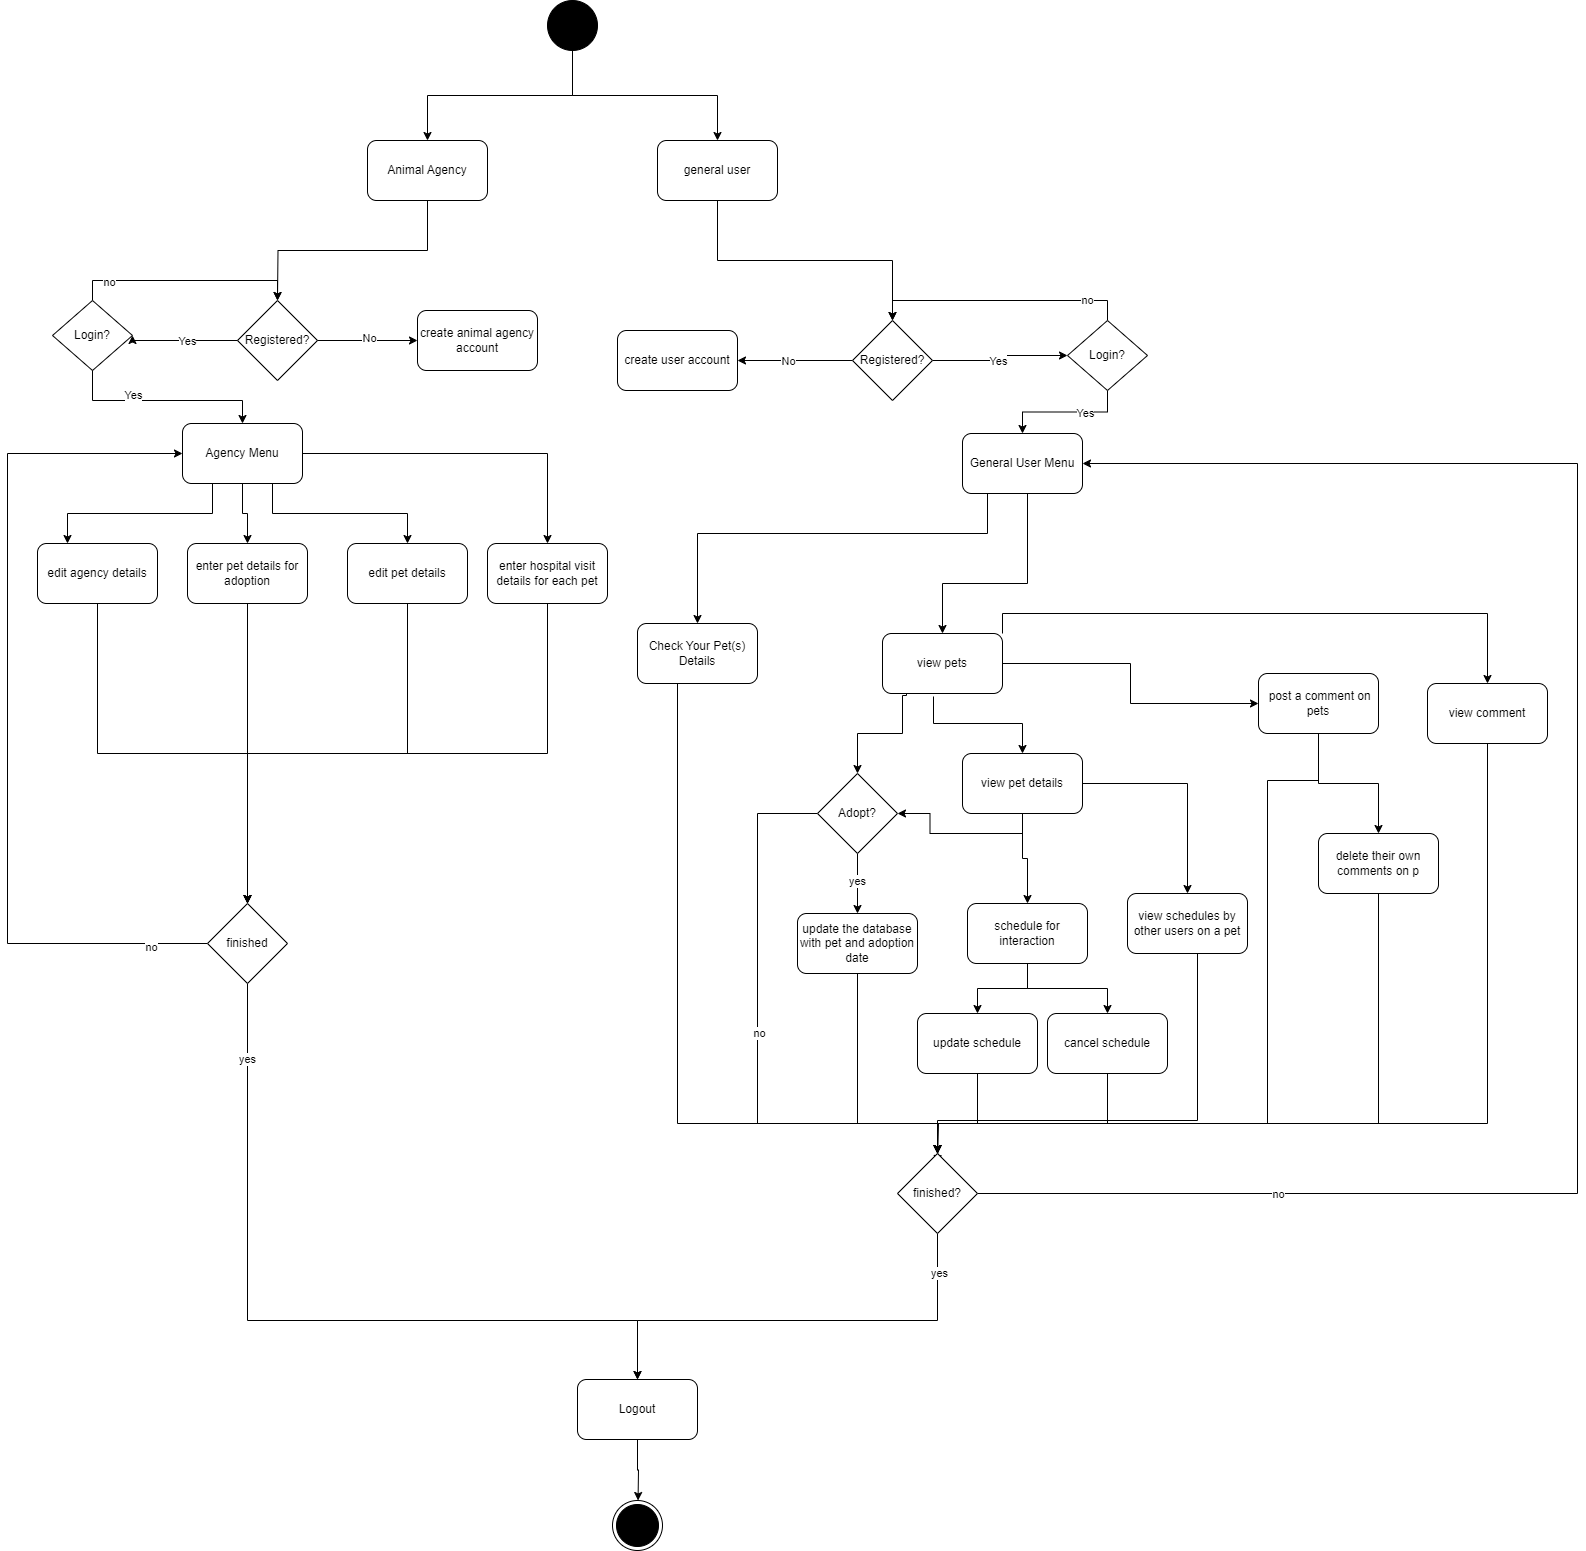 Animal Agency
general user
no
no
Login?
Yes
Registered?
No
create animal agency
account
create user account
No
Registered?
Yes
Login?
Yes
Yes
Agency Menu
General User Menu
edit agency details
enter pet details for
adoption
edit pet details
enter hospital visit
details for each pet
Check Your Pet(s)
Details
view pets
post a comment on
pets
view comment
view pet details
Adopt?
delete their own
comments on p
yes
update the database
with pet and adoption
date
schedule for
interaction
view schedules by
other users on a pet
finished
no
no
update schedule
cancel schedule
yes
finished?
no
yes
Logout